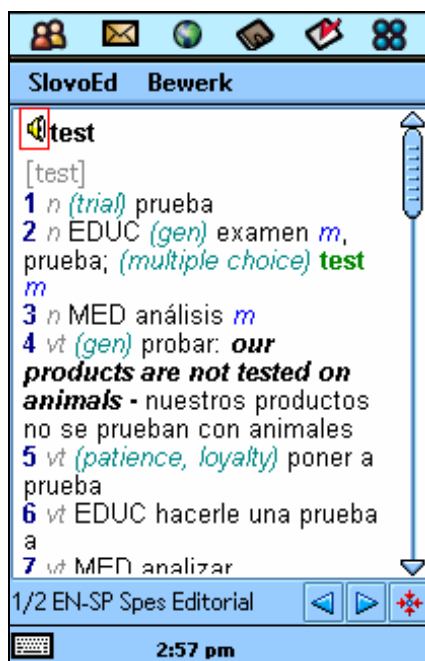 SlovoEd Bewerk
test
[test]
1 n (trial) prueba
2 n EDUC (gen) examen m,
prueba; (multiple choice) test
m
3 n MED análisis m
4 vt (gen) probar: our
products are not tested on
animals - nuestros productos
no se prueban con animales
5 vt (patience, loyalty) poner a
prueba
6 vt EDUC hacerle una prueba
a
7 vt MED analizar
1/2 EN-SP Spes Editorial
2:57 pm